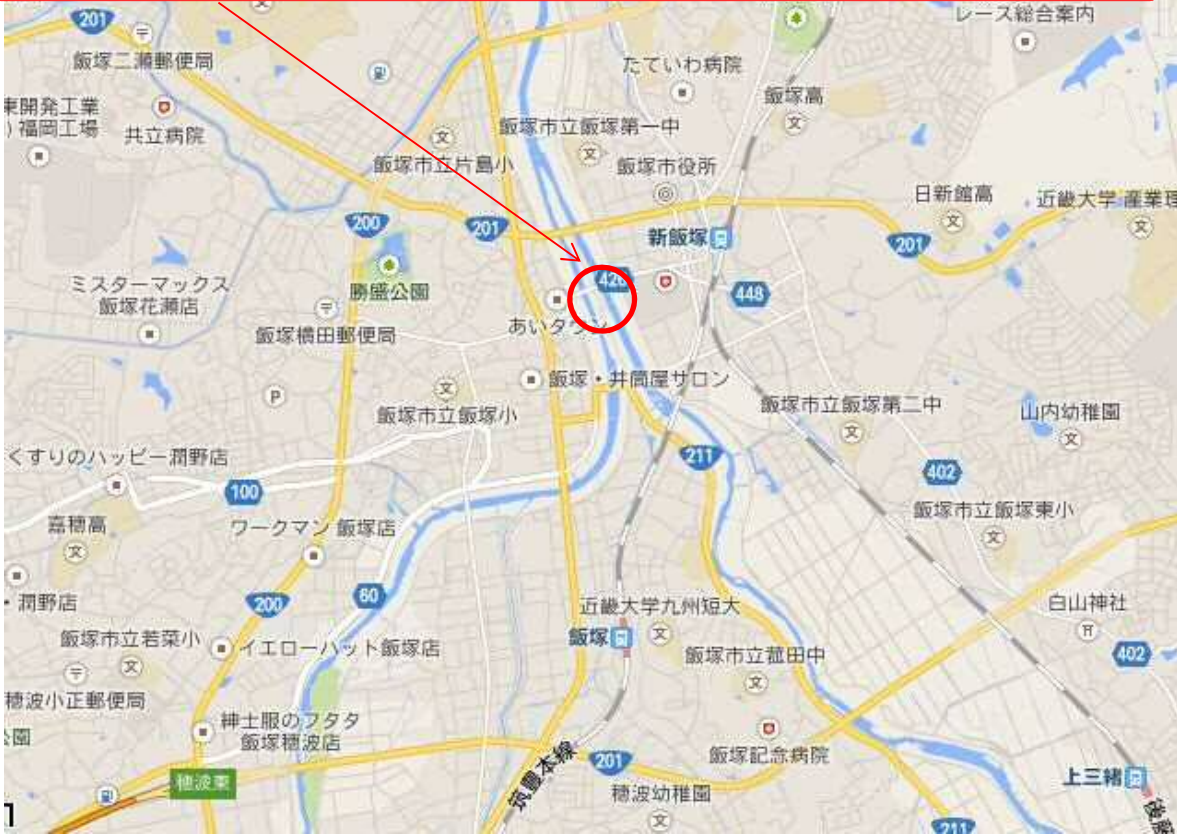 201
レース総合案内
飯塚二瀬郵便局
たていわ病院
飯塚高
東開発工業
)福岡工場
共立病院
飯塚市立飯塚第一中
飯塚市立片島小
飯塚市役所
日新館高
近畿大学 産業理
200
201
新飯塚
201
ミスターマックス
飯塚花瀬店
勝盛公園
448
飯塚横田郵便局
あいタウン
飯塚・井筒屋サロン
P
飯塚市立飯塚小
飯塚市立飯塚第二中
山内幼稚園
くすりのハッピー潤野店
211
402
100
嘉穂高
ワークマン 飯塚店
飯塚市立飯塚東小
・潤野店
200
60
近畿大学九州短大
白山神社
飯塚市立若菜小
イエローハット飯塚店
飯塚
飯塚市立菰田中
402
穂波小正郵便局
公園
紳士服のフタタ
飯塚穂波店
飯塚記念病院
穂波東
筑豊本線
201
穂波幼稚園
上三緒
211
後藤